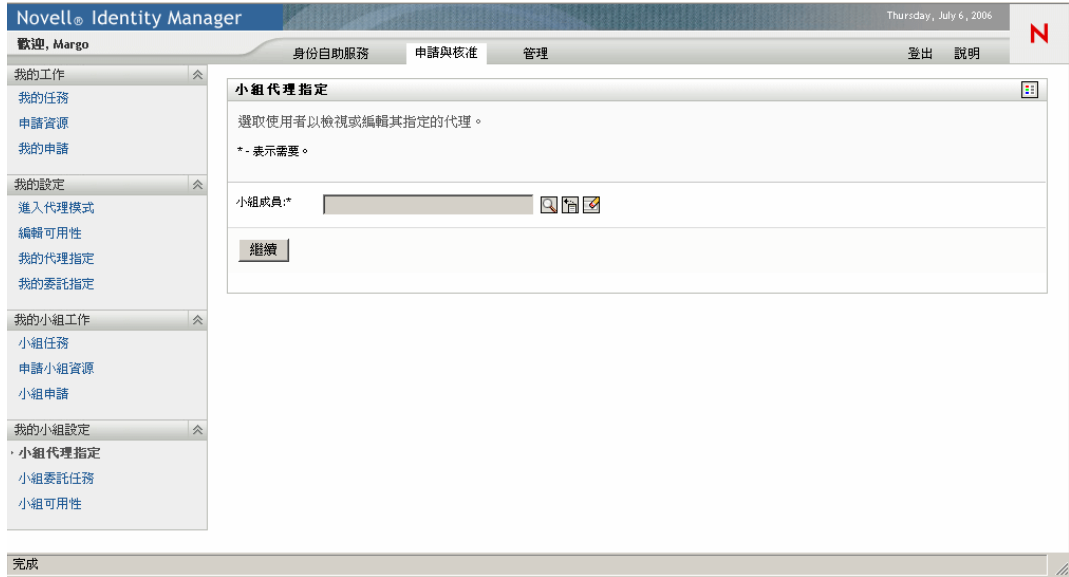 Novell® Identity Manager
Thursday, July 6, 2006
N
歡迎, Margo
身份自助服務
申請與核准
管理
登出
說明
我的工作
我的任務
申請資源
我的申請
我的設定
進入代理模式
編輯可用性
我的代理指定
我的委託指定
我的小組工作
小組任務
申請小組資源
小組申請
我的小組設定
小組代理指定
小組委託任務
小組可用性
小組代理指定
選取使用者以檢視或編輯其指定的代理。
* - 表示需要。
小組成員:*
繼續
完成